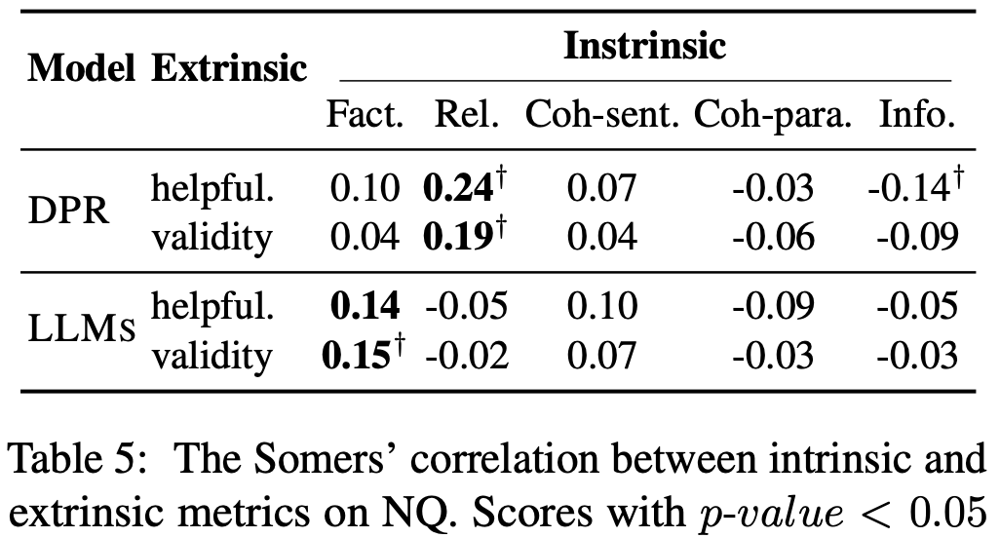 Instrinsic
Model Extrinsic
Fact. Rel. Coh-sent. Coh-para. Info.
helpful. 0.10 0.24† 0.07 -0.03 -0.14†
DPR
validity 0.04 0.19† 0.04 -0.06 -0.09
helpful. 0.14 -0.05 0.10 -0.09 -0.05
LLMs
validity 0.15† -0.02 0.07 -0.03 -0.03
Table 5: The Somers’ correlation between intrinsic and
extrinsic metrics on NQ. Scores with p-value < 0.05